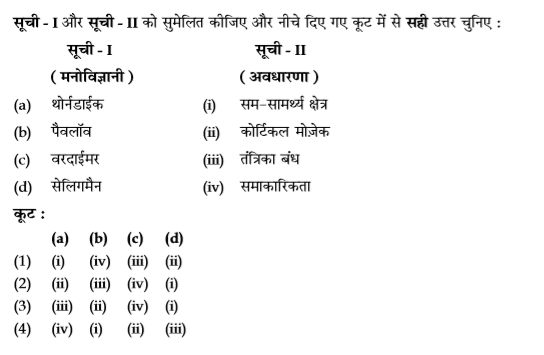 सूची - I और सूची - II को सुमेलित कीजिए और नीचे दिए गए कूट में से सही उत्तर चुनिए :
सूची - I सूची - II
( मनोविज्ञानी ) ( अवधारणा )
(a) थोर्नडाईक (i) सम-सामर्थ्य क्षेत्र
(b) पैवलॉव (ii) कोर्टिकल मोज़ेक
(c) वरदाईमर (iii) तंत्रिका बंध
(d) सेलिगमैन (iv) समाकारिकता
कूट :
(a) (b) (c) (d)
(1) (i) (iv) (iii) (ii)
(2) (ii) (iii) (iv) (i)
(3) (iii) (ii) (iv) (i)
(4) (iv) (i) (ii) (iii)